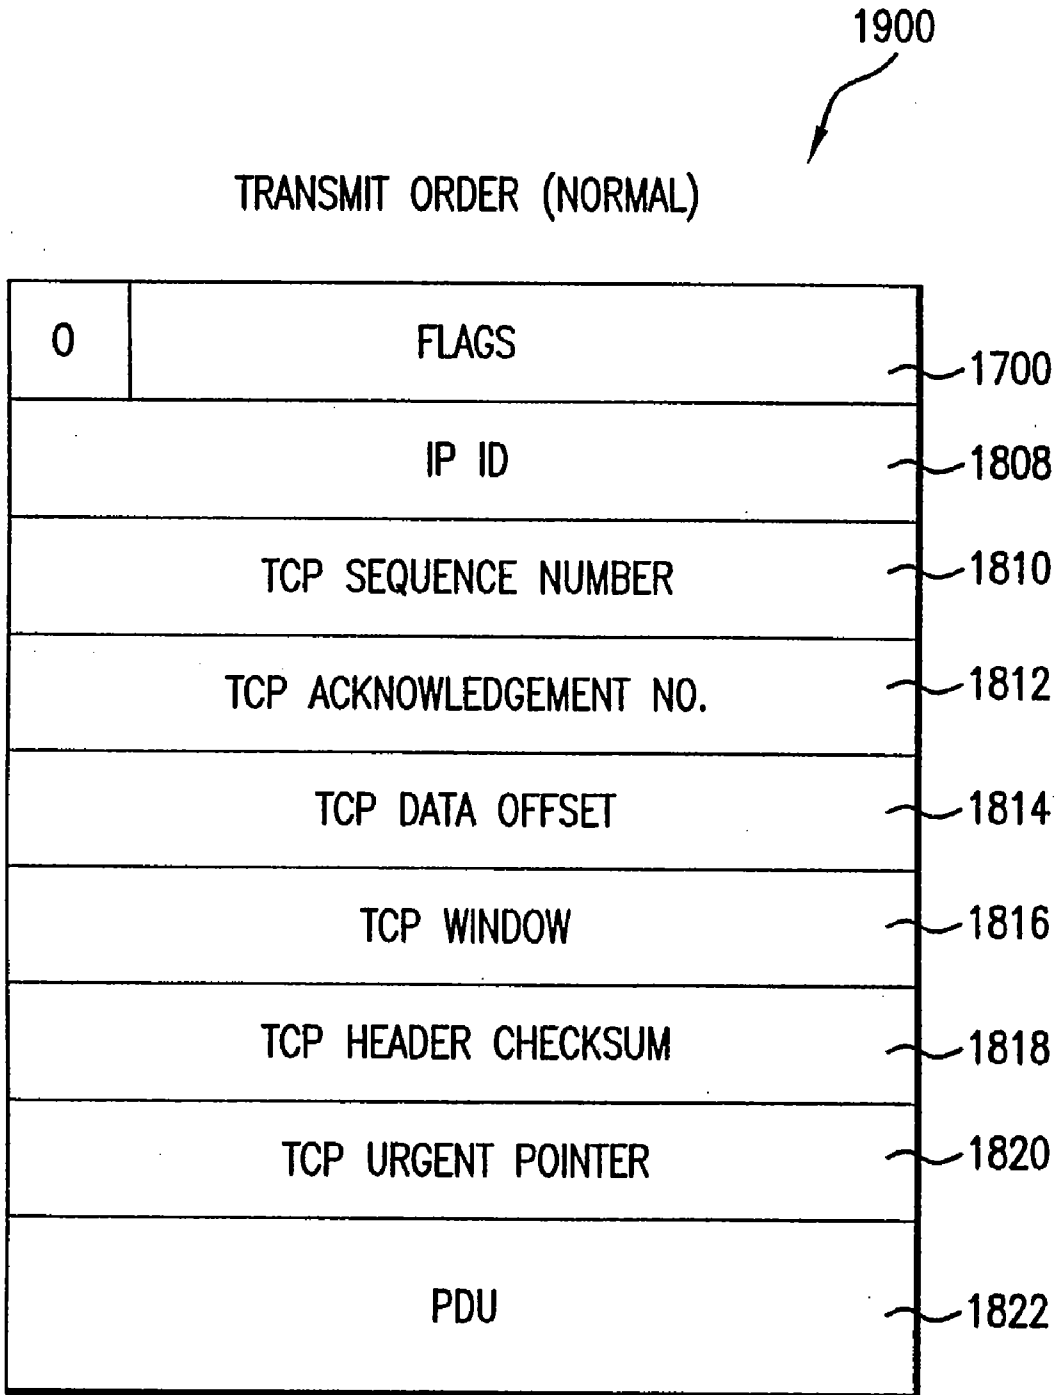 1900
TRANSMIT ORDER (NORMAL)
0 FLAGS 1700
IP ID 1808
TCP SEQUENCE NUMBER 1810
TCP ACKNOWLEDGEMENT NO. 1812
TCP DATA OFFSET 1814
TCP WINDOW 1816
TCP HEADER CHECKSUM 1818
TCP URGENT POINTER 1820
PDU 1822